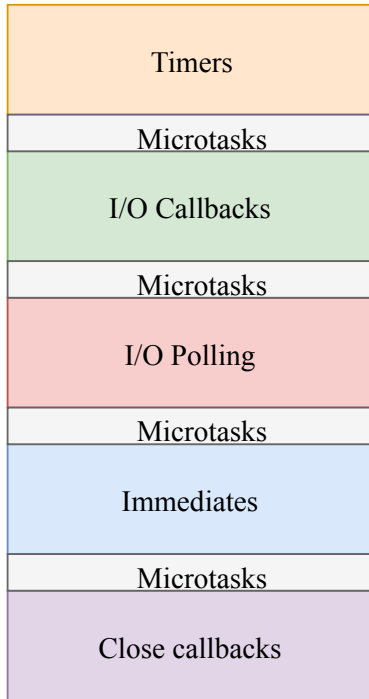 Timers
Microtasks
I/O Callbacks
Microtasks
I/O Polling
Microtasks
Immediates
Microtasks
Close callbacks